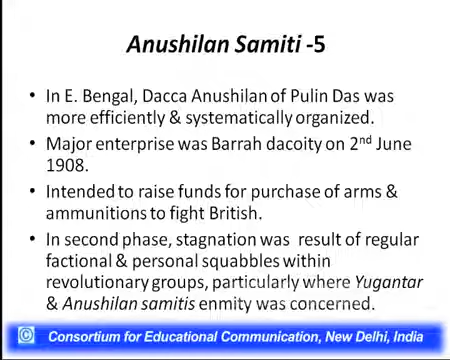 Anushilan Samiti -5
• In E. Bengal, Dacca Anushilan of Pulin Das was
more efficiently & systematically organized.
• Major enterprise was Barrah dacoity on 2nd June
1908.
• Intended to raise funds for purchase of arms &
ammunitions to fight British.
• In second phase, stagnation was result of regular
factional & personal squabbles within
revolutionary groups, particularly where Yugantar
& Anushilan samitis enmity was concerned.
© Consortium for Educational Communication, New Delhi, India